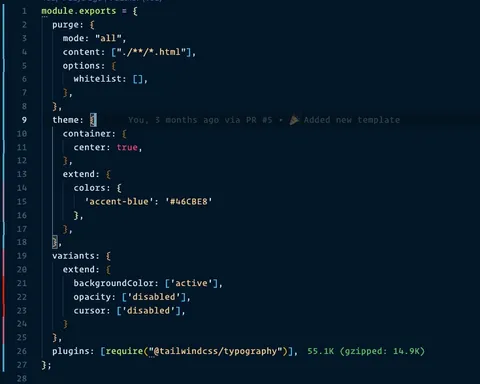 1 module.exports = {
2 purge: {
3 mode: "all",
4 content: ["./**/*.html"],
5 options: {
6 whitelist: [],
7 },
8 },
9 theme: { You, 3 months ago via PR #5 • 🎉 Added new template
10 container: {
11 center: true,
12 },
13 extend: {
14 colors: {
15 'accent-blue': '#46CBE8'
16 },
17 },
18 },
19 variants: {
20 extend: {
21 backgroundColor: ['active'],
22 opacity: ['disabled'],
23 cursor: ['disabled'],
24 }
25 },
26 plugins: [require("@tailwindcss/typography")], 55.1K (gzipped: 14.9K)
27 };